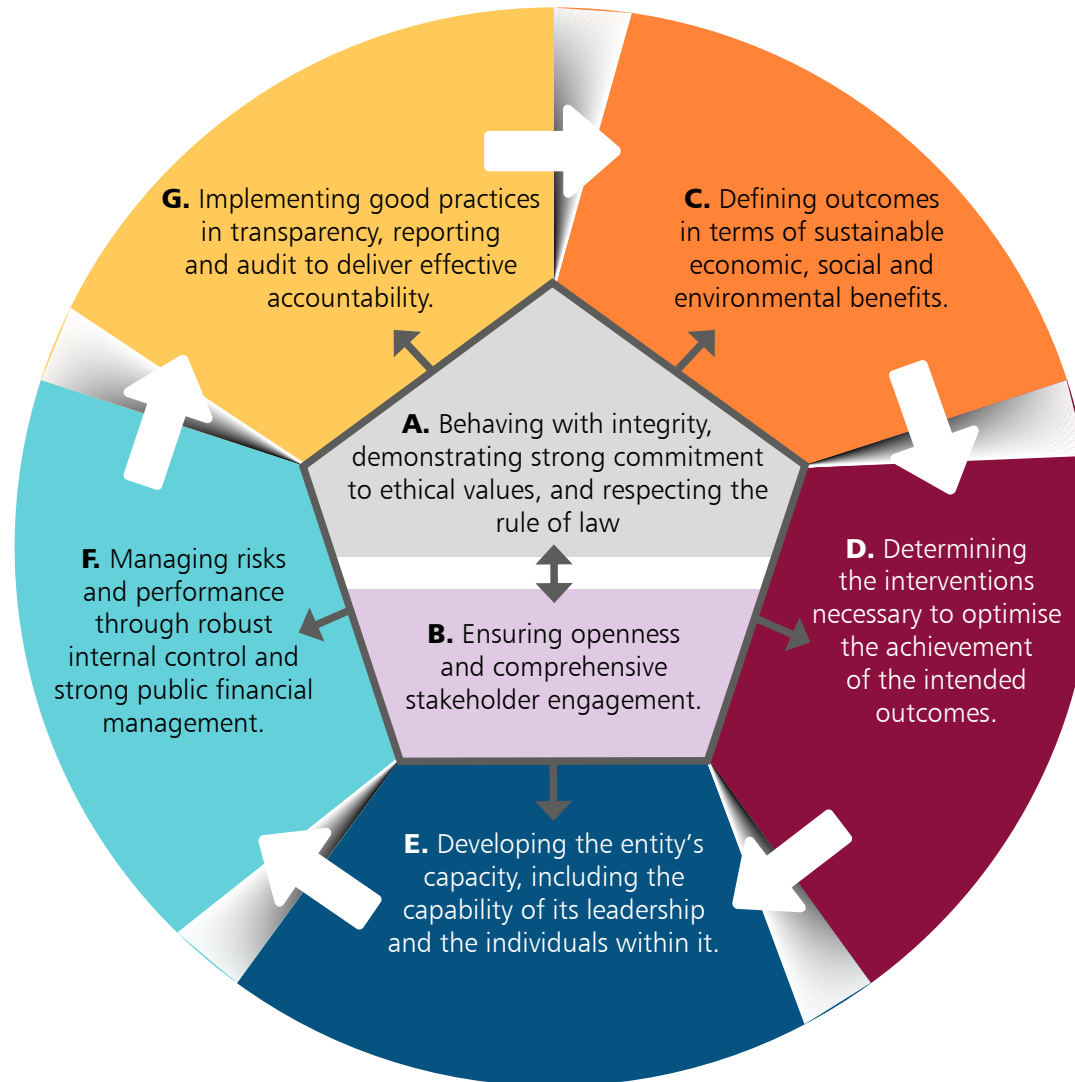 A. Behaving with integrity,
demonstrating strong commitment
to ethical values, and respecting the
rule of law
B. Ensuring openness
and comprehensive
stakeholder engagement.
C. Defining outcomes
in terms of sustainable
economic, social and
environmental benefits.
D. Determining
the interventions
necessary to optimise
the achievement
of the intended
outcomes.
E. Developing the entity’s
capacity, including the
capability of its leadership
and the individuals within it.
F. Managing risks
and performance
through robust
internal control and
strong public financial
management.
G. Implementing good practices
in transparency, reporting
and audit to deliver effective
accountability.